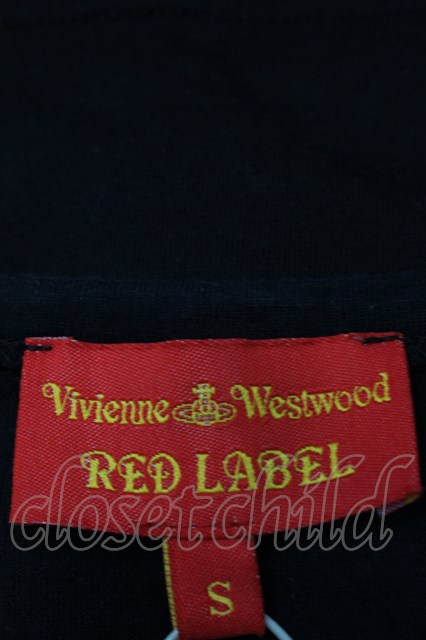 Vivienne Westwood
RED LABEL
closetchild
S